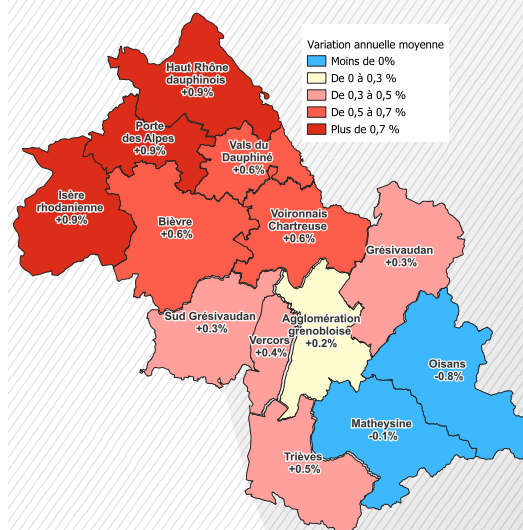 Variation annuelle moyenne
Moins de 0%
De 0 à 0,3 %
De 0,3 à 0,5 %
De 0,5 à 0,7 %
Plus de 0,7 %
Haut Rhône
dauphinois
+0.9%
Porte
des Alpes
+0.9%
Vals du
Dauphiné
+0.6%
Isère
rhodanienne
+0.9%
Bièvre
+0.6%
Voironnais
Chartreuse
+0.6%
Grésivaudan
+0.3%
Sud Grésivaudan
+0.3%
Vercors
+0.4%
Agglomération
grenobloise
+0.2%
Oisans
-0.8%
Matheysine
-0.1%
Trièves
+0.5%